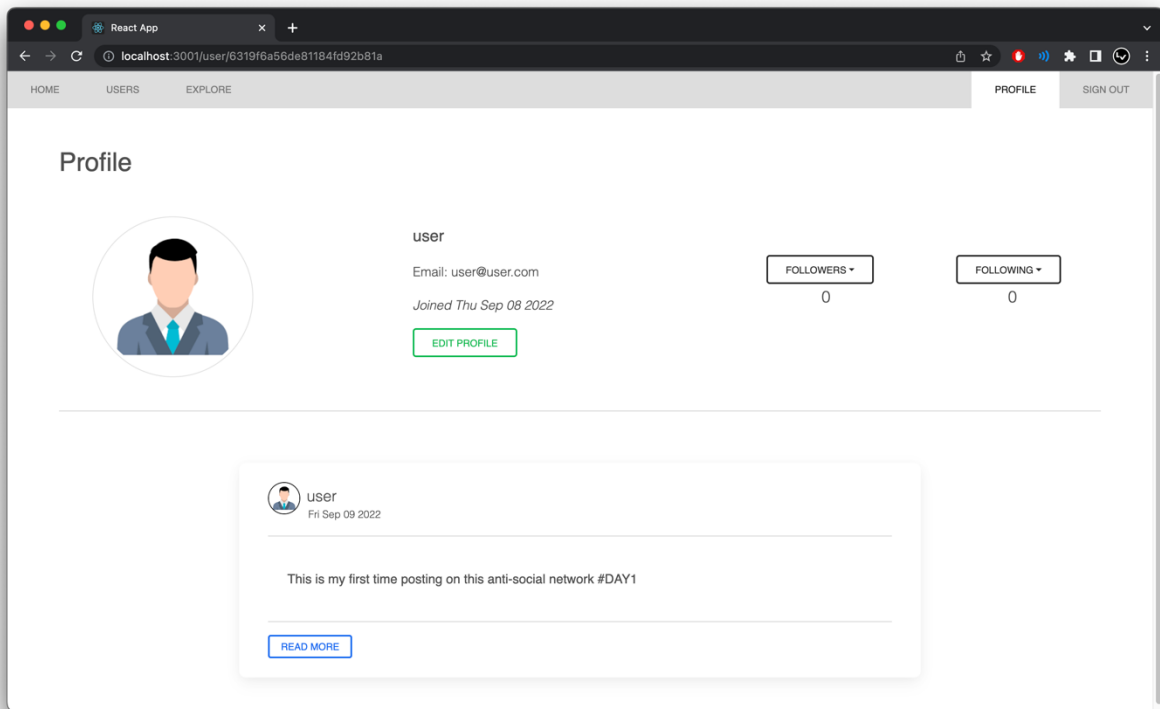 React App
localhost:3001/user/6319f6a56de81184fd92b81a
HOME USERS EXPLORE PROFILE SIGN OUT
Profile
user
Email: user@user.com
Joined Thu Sep 08 2022
EDIT PROFILE
FOLLOWERS FOLLOWING
0 0
user
Fri Sep 09 2022
This is my first time posting on this anti-social network #DAY1
READ MORE